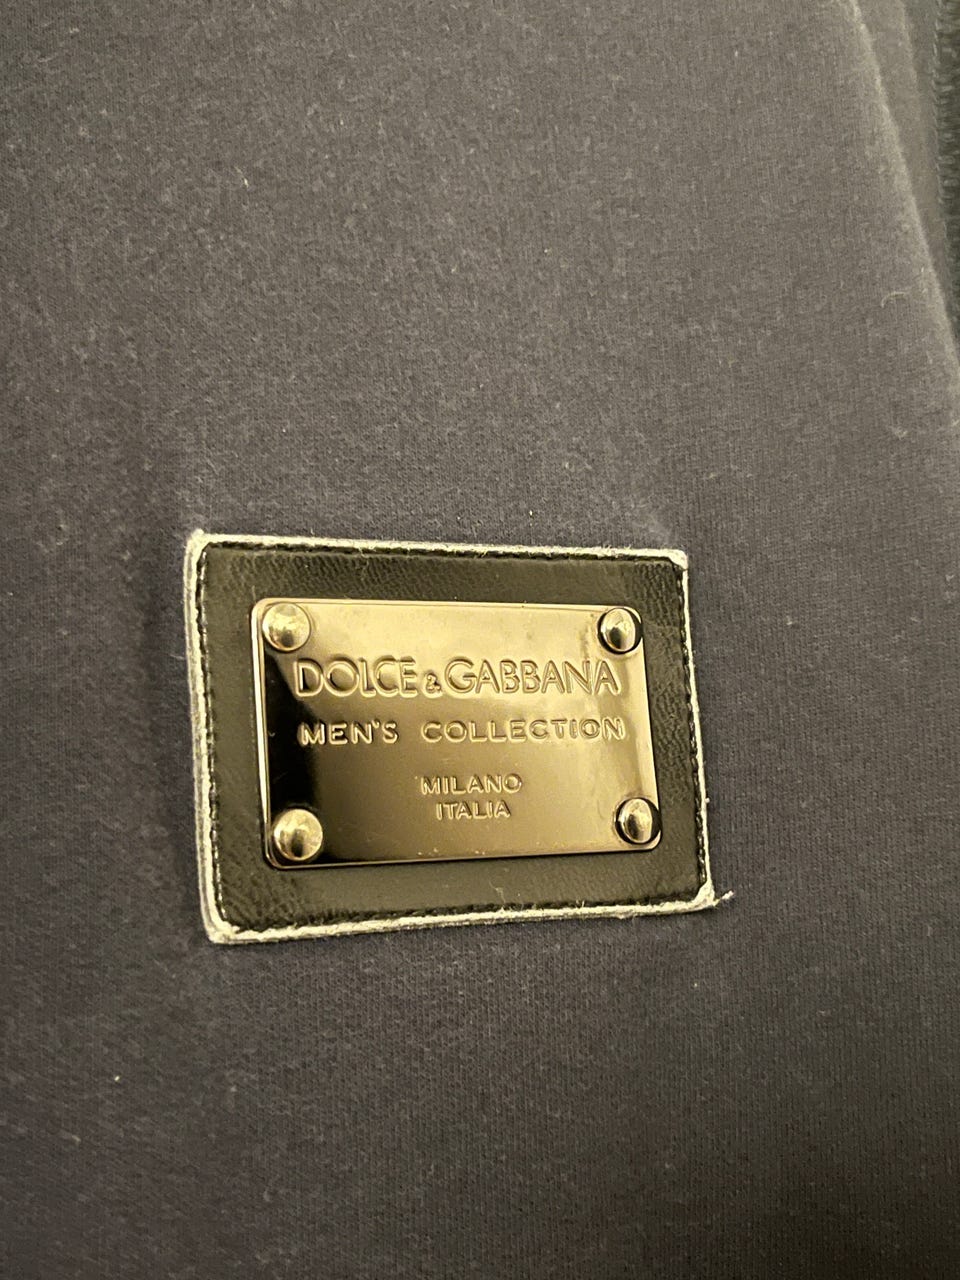 DOLCE & GABBANA
MEN'S COLLECTION
MILANO
ITALIA